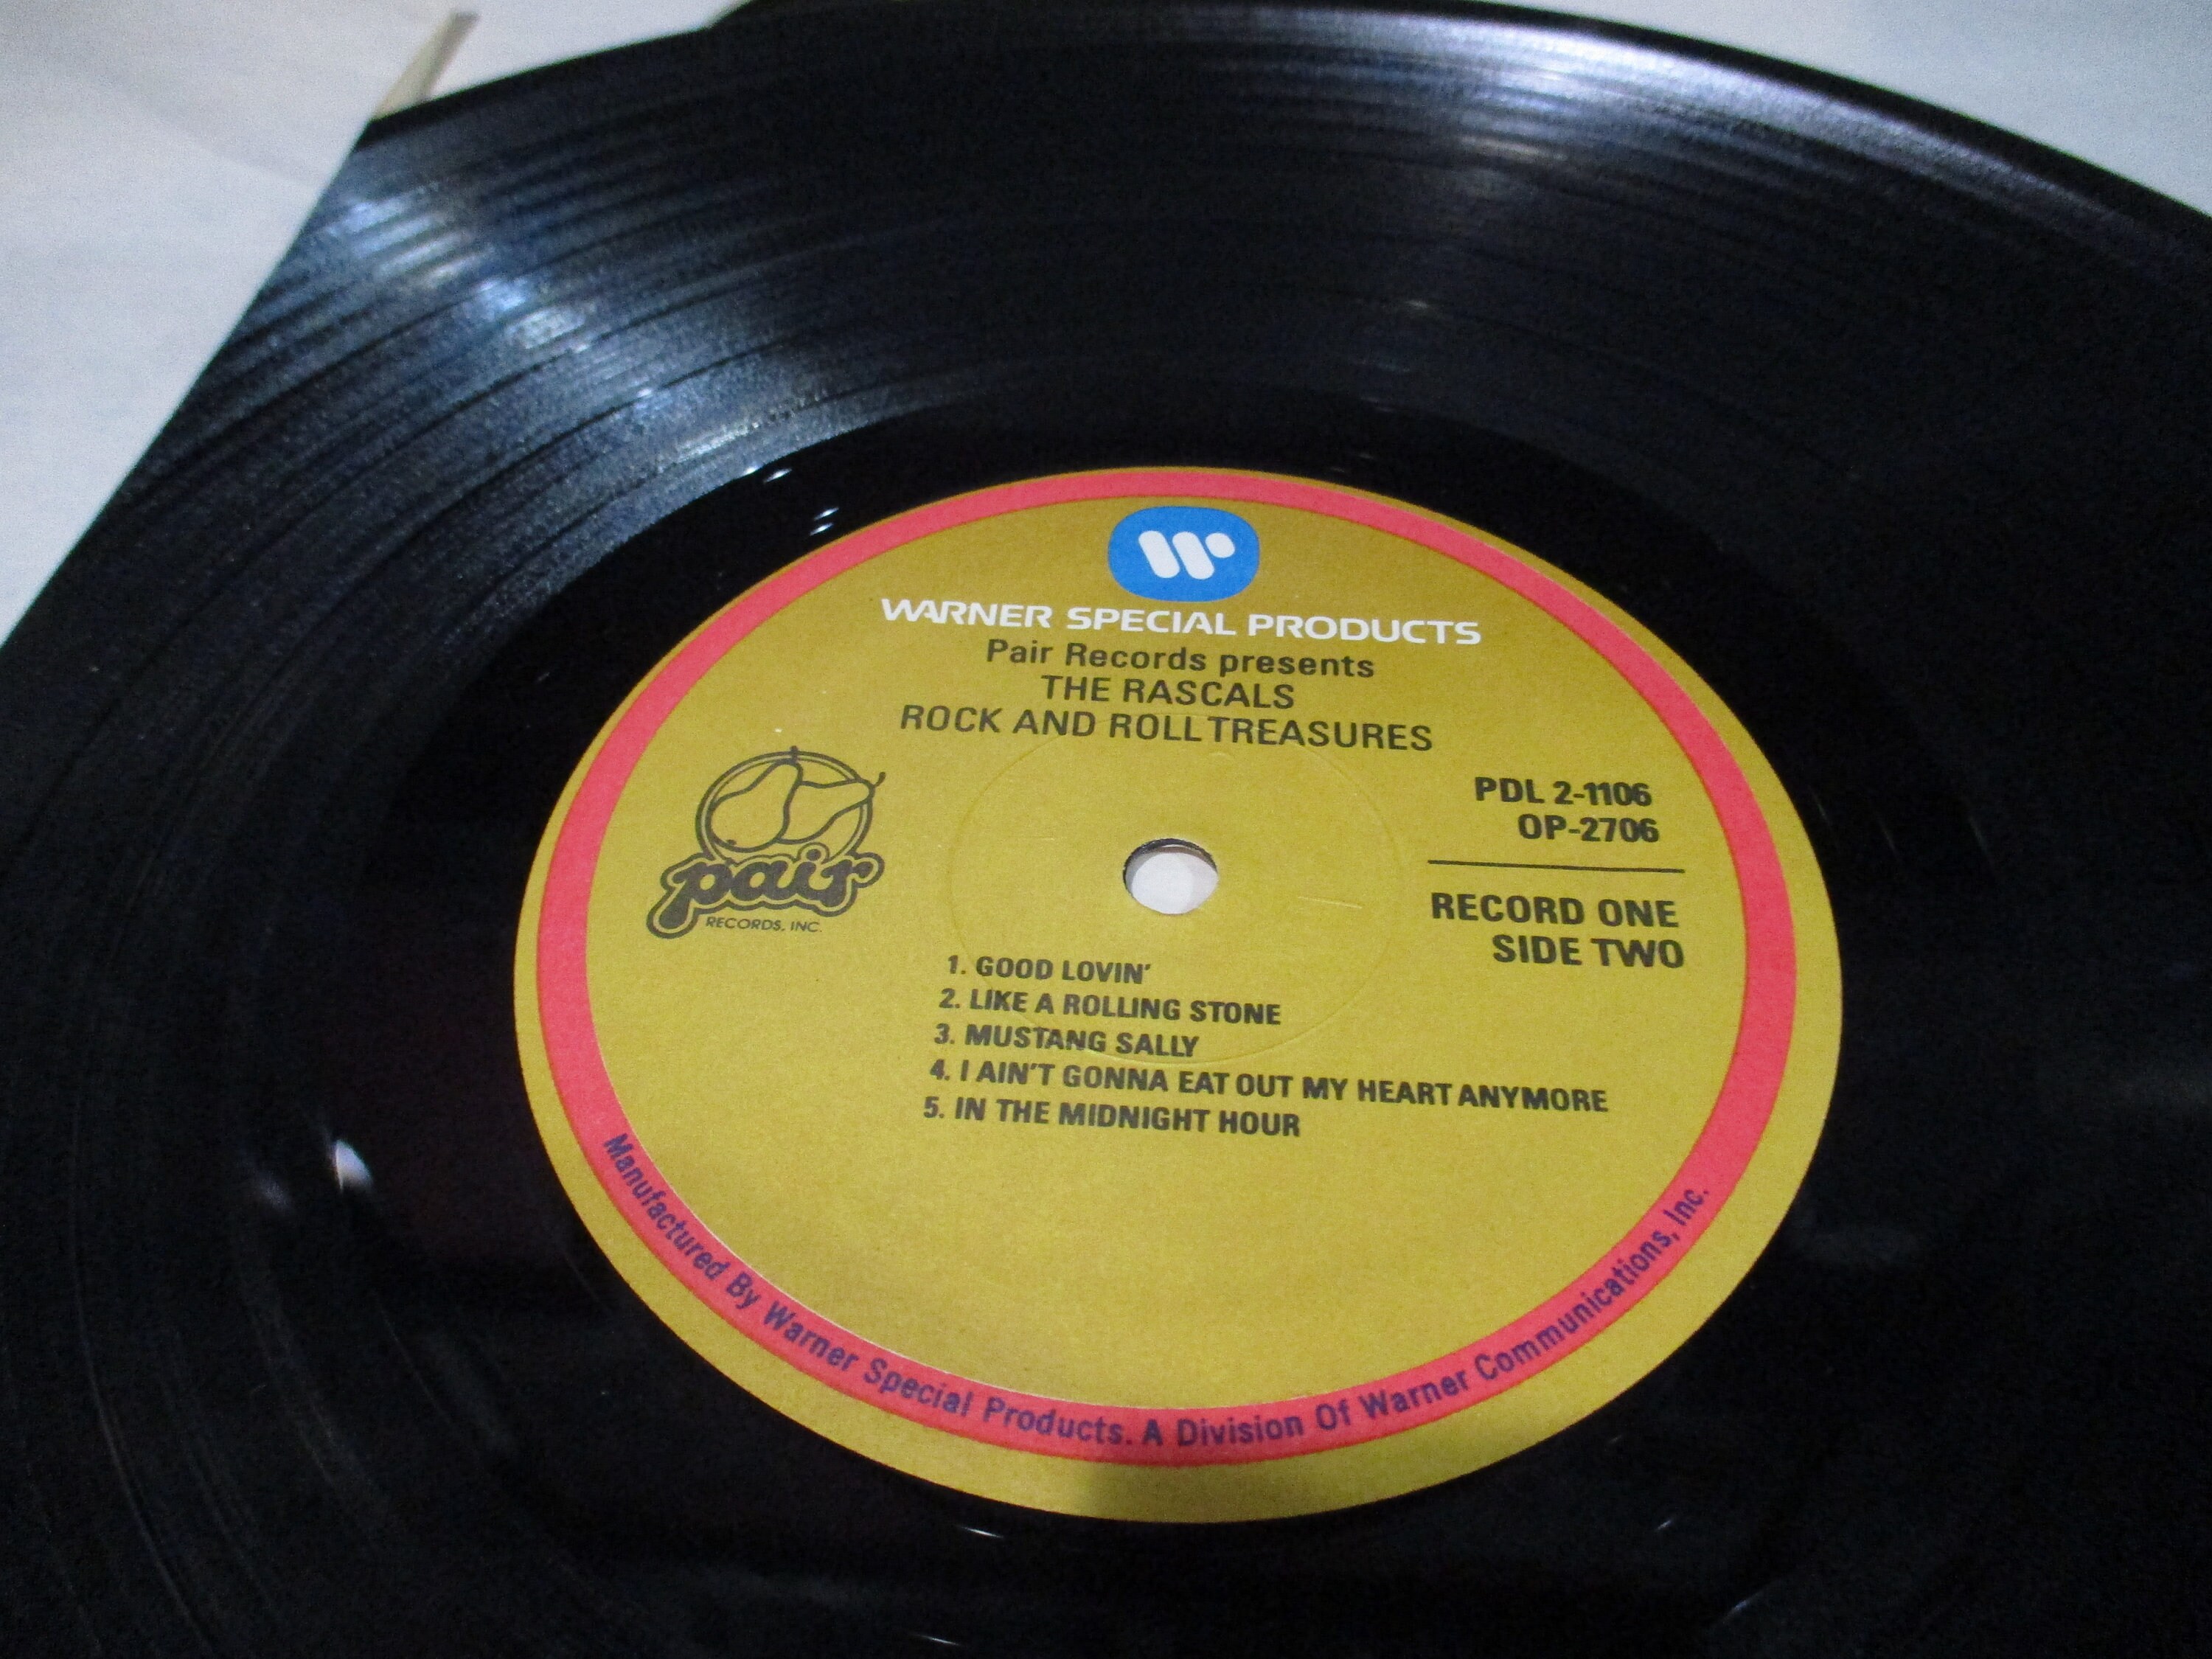 W
WARNER SPECIAL PRODUCTS
Pair Records presents
THE RASCALS
ROCK AND ROLL TREASURES
pair
RECORDS, INC.
PDL 2-1106
OP-2706
RECORD ONE
SIDE TWO
1. GOOD LOVIN'
2. LIKE A ROLLING STONE
3. MUSTANG SALLY
4. I AIN'T GONNA EAT OUT MY HEART ANYMORE
5. IN THE MIDNIGHT HOUR
Manufactured By Warner Special Products. A Division Of Warner Communications, Inc.